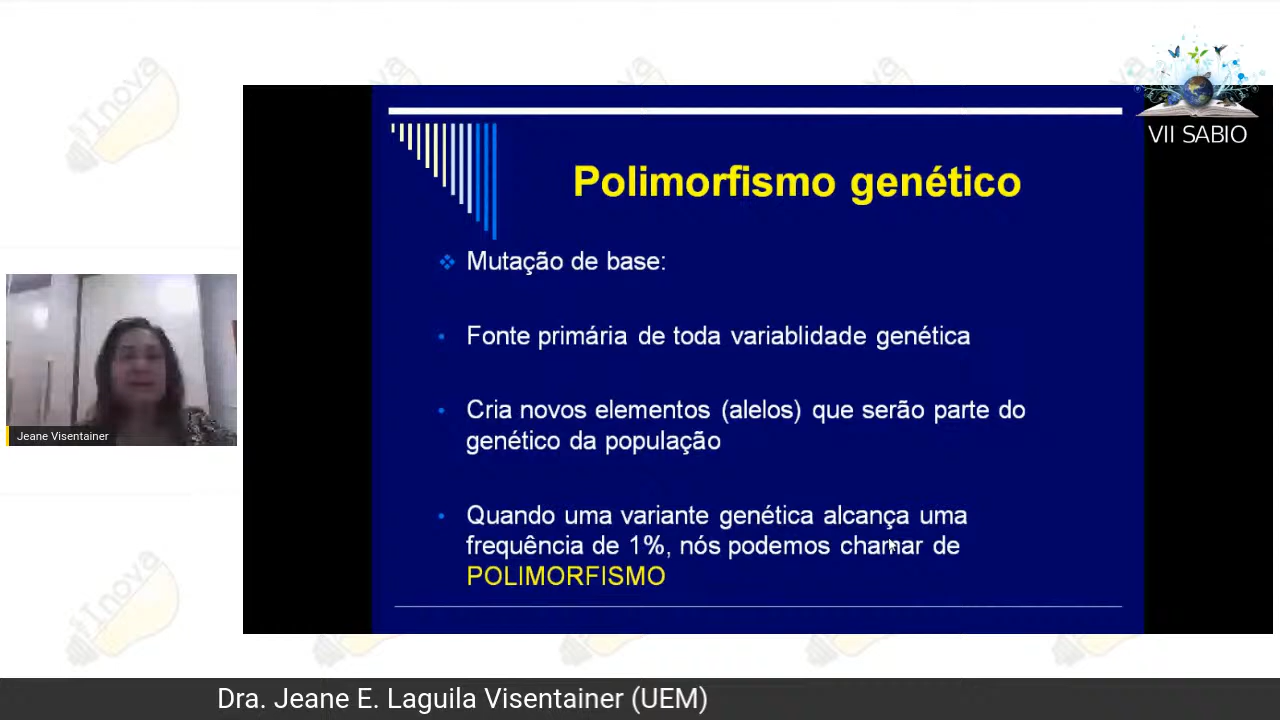 iInova
VII SABIO
Polimorfismo genético
Mutação de base:
Fonte primária de toda variablidade genética
Cria novos elementos (alelos) que serão parte do
genético da população
Quando uma variante genética alcança uma
frequência de 1%, nós podemos chamar de
POLIMORFISMO
Jeane Visentainer
iInova
Dra. Jeane E. Laguila Visentainer (UEM)